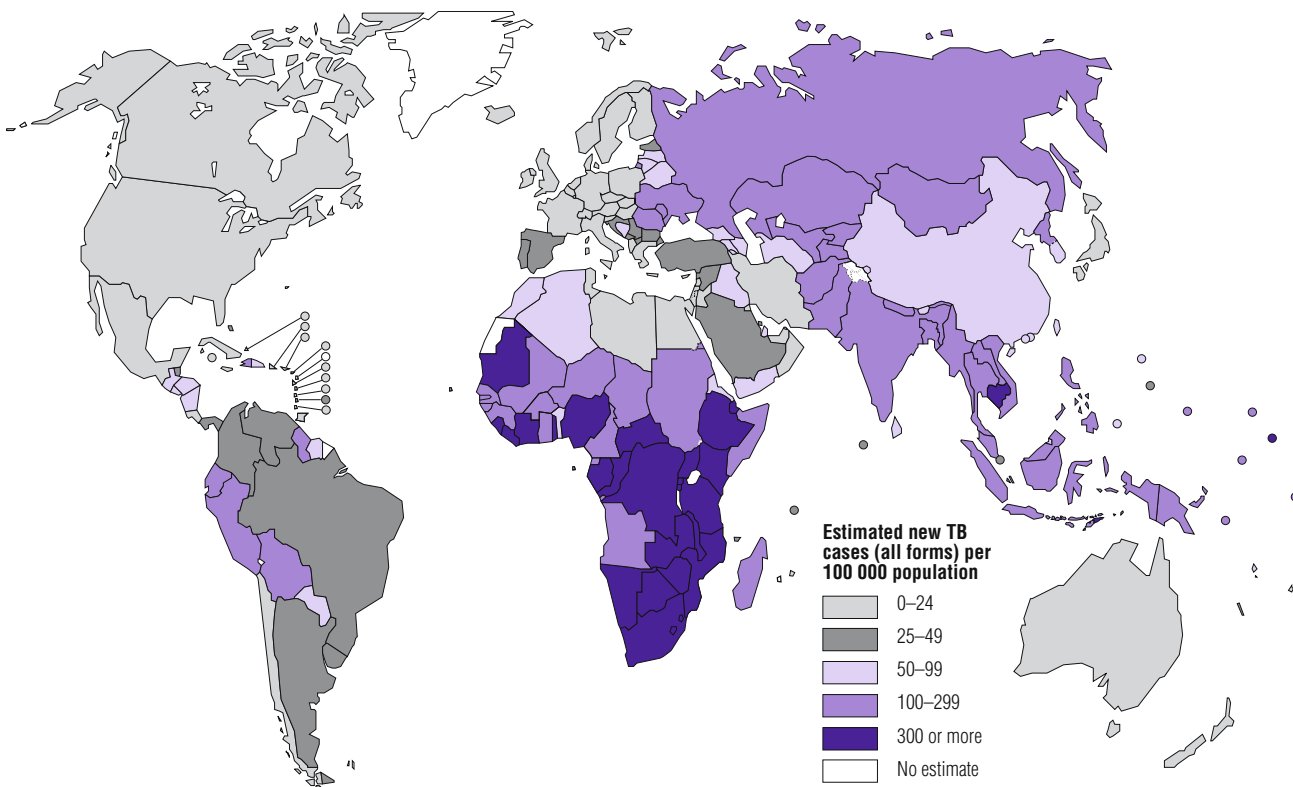 Estimated new TB
cases (all forms) per
100 000 population
0–24
25–49
50–99
100–299
300 or more
No estimate